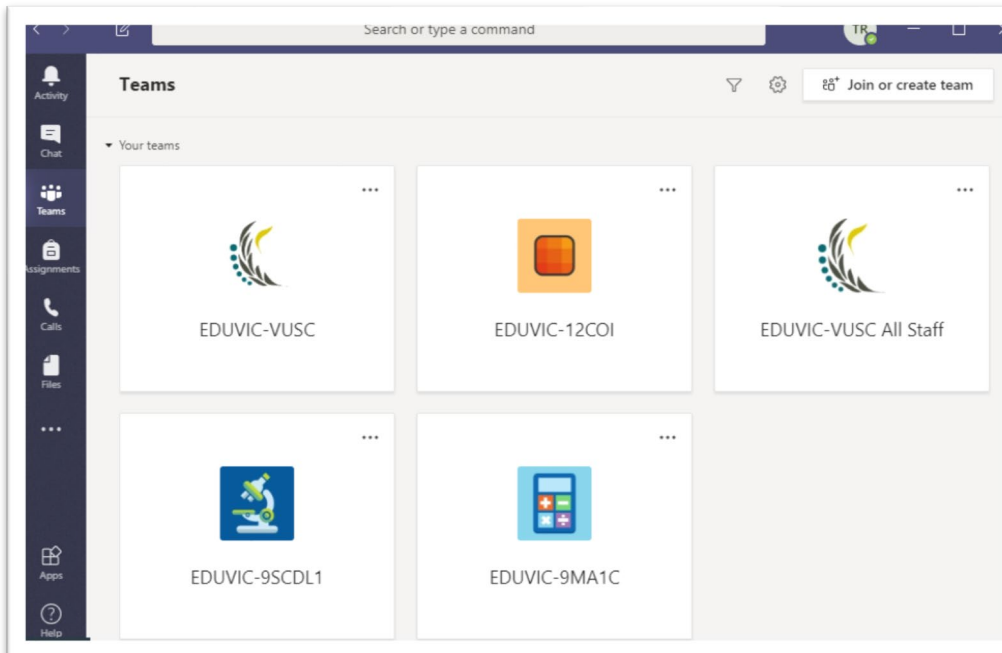 Search or type a command
TR
Activity
Teams
Join or create team
Chat
Your teams
Teams
Assignments
Calls
Files
EDUVIC-VUSC
EDUVIC-12COI
EDUVIC-VUSC All Staff
EDUVIC-9SCDL1
EDUVIC-9MA1C
Apps
Help